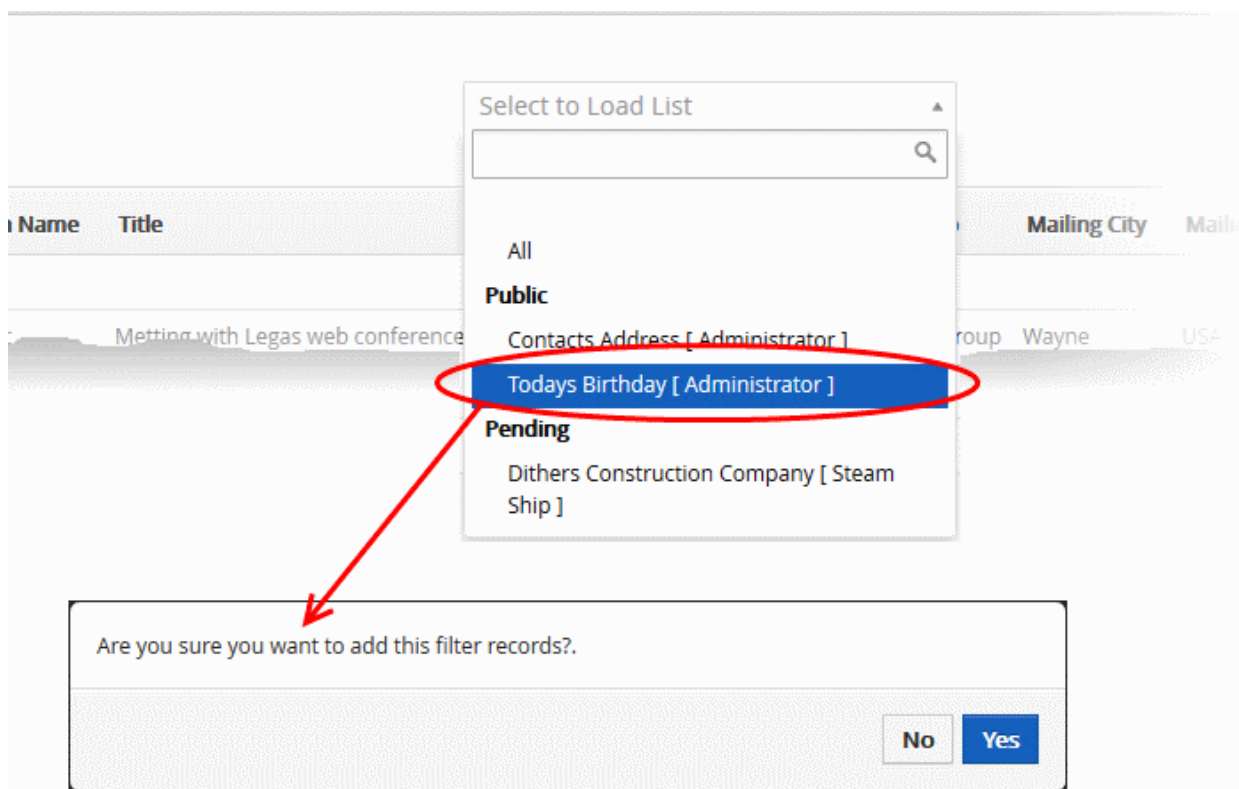 Select to Load List
Name Title Mailing City
All
Public
Metting with Legas web conference Contacts Address [ Administrator ] roup Wayne USA
Todays Birthday [ Administrator ]
Pending
Dithers Construction Company [ Steam
Ship ]
Are you sure you want to add this filter records?.
No Yes